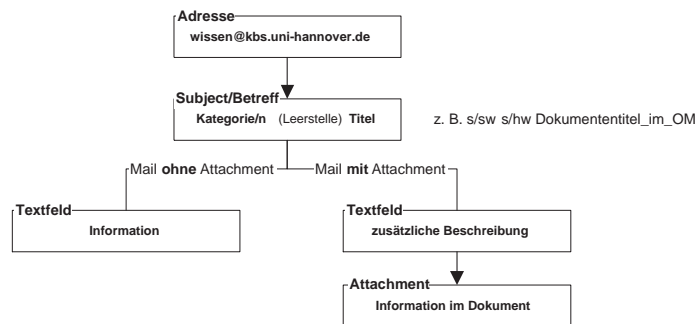 Adresse
wissen@kbs.uni-hannover.de
Subject/Betreff
Kategorie/n (Leerstelle) Titel
z. B. s/sw s/hw Dokumententitel_im_OM
Mail ohne Attachment
Mail mit Attachment
Textfeld
Information
Textfeld
zusätzliche Beschreibung
Attachment
Information im Dokument